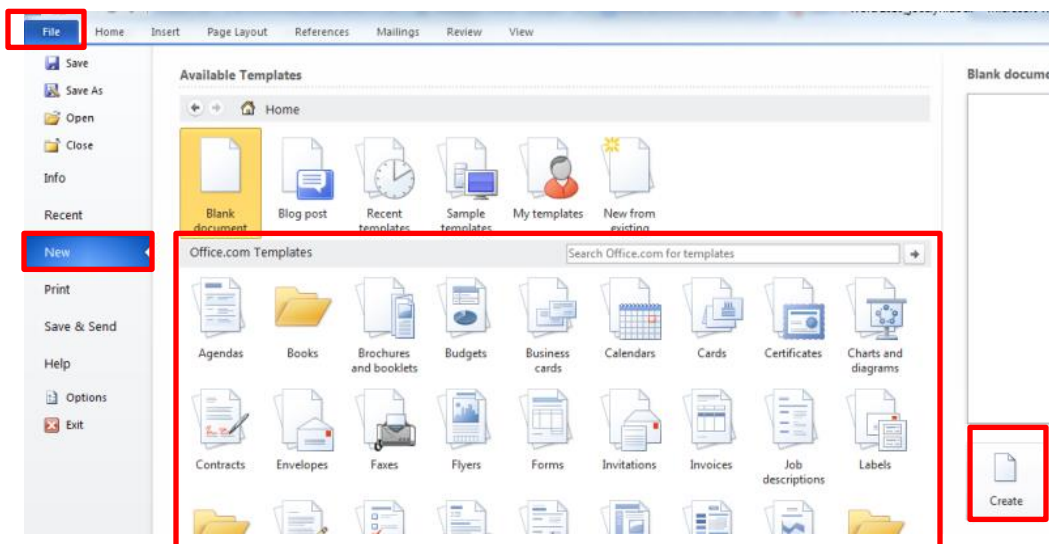 File Home Insert Page Layout References Mailings Review View
Save
Save As
Open
Close
Info
Recent
New
Print
Save & Send
Help
Options
Exit
Available Templates
Home
Blank document
Blog post
Recent templates
Sample templates
My templates
New from existing
Office.com Templates
Search Office.com for templates
Agendas
Books
Brochures and booklets
Budgets
Business cards
Calendars
Cards
Certificates
Charts and diagrams
Contracts
Envelopes
Faxes
Flyers
Forms
Invitations
Invoices
Job descriptions
Labels
Blank docume
Create